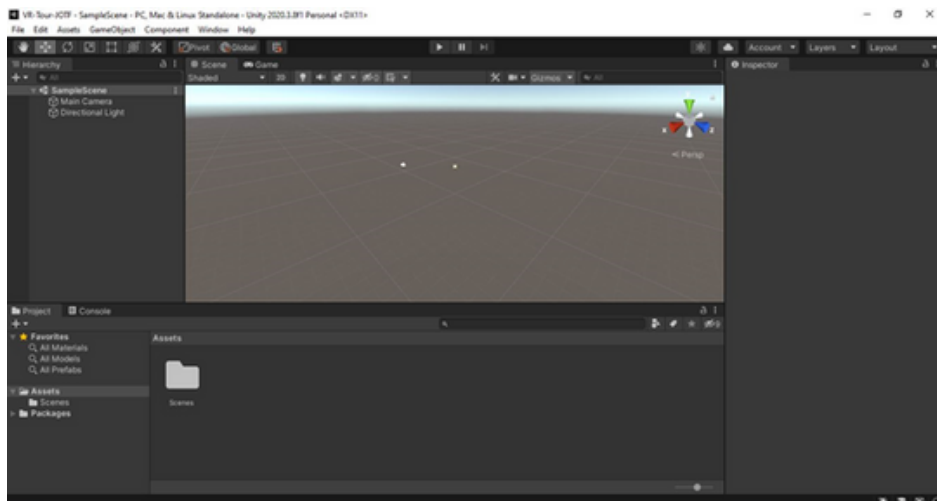 VR-Tour-JOTF - SampleScene - PC, Mac & Linux Standalone - Unity 2020.3.8f1 Personal <DX11>
File Edit Assets GameObject Component Window Help
Pivot Global Account Layers Layout
Hierarchy Scene Game Inspector
All Shaded 2D Gizmos All
SampleScene
Main Camera
Directional Light
x z
Persp
Project Console
Favorites Assets
All Materials
All Models
All Prefabs
Assets
Scenes Scenes
Packages